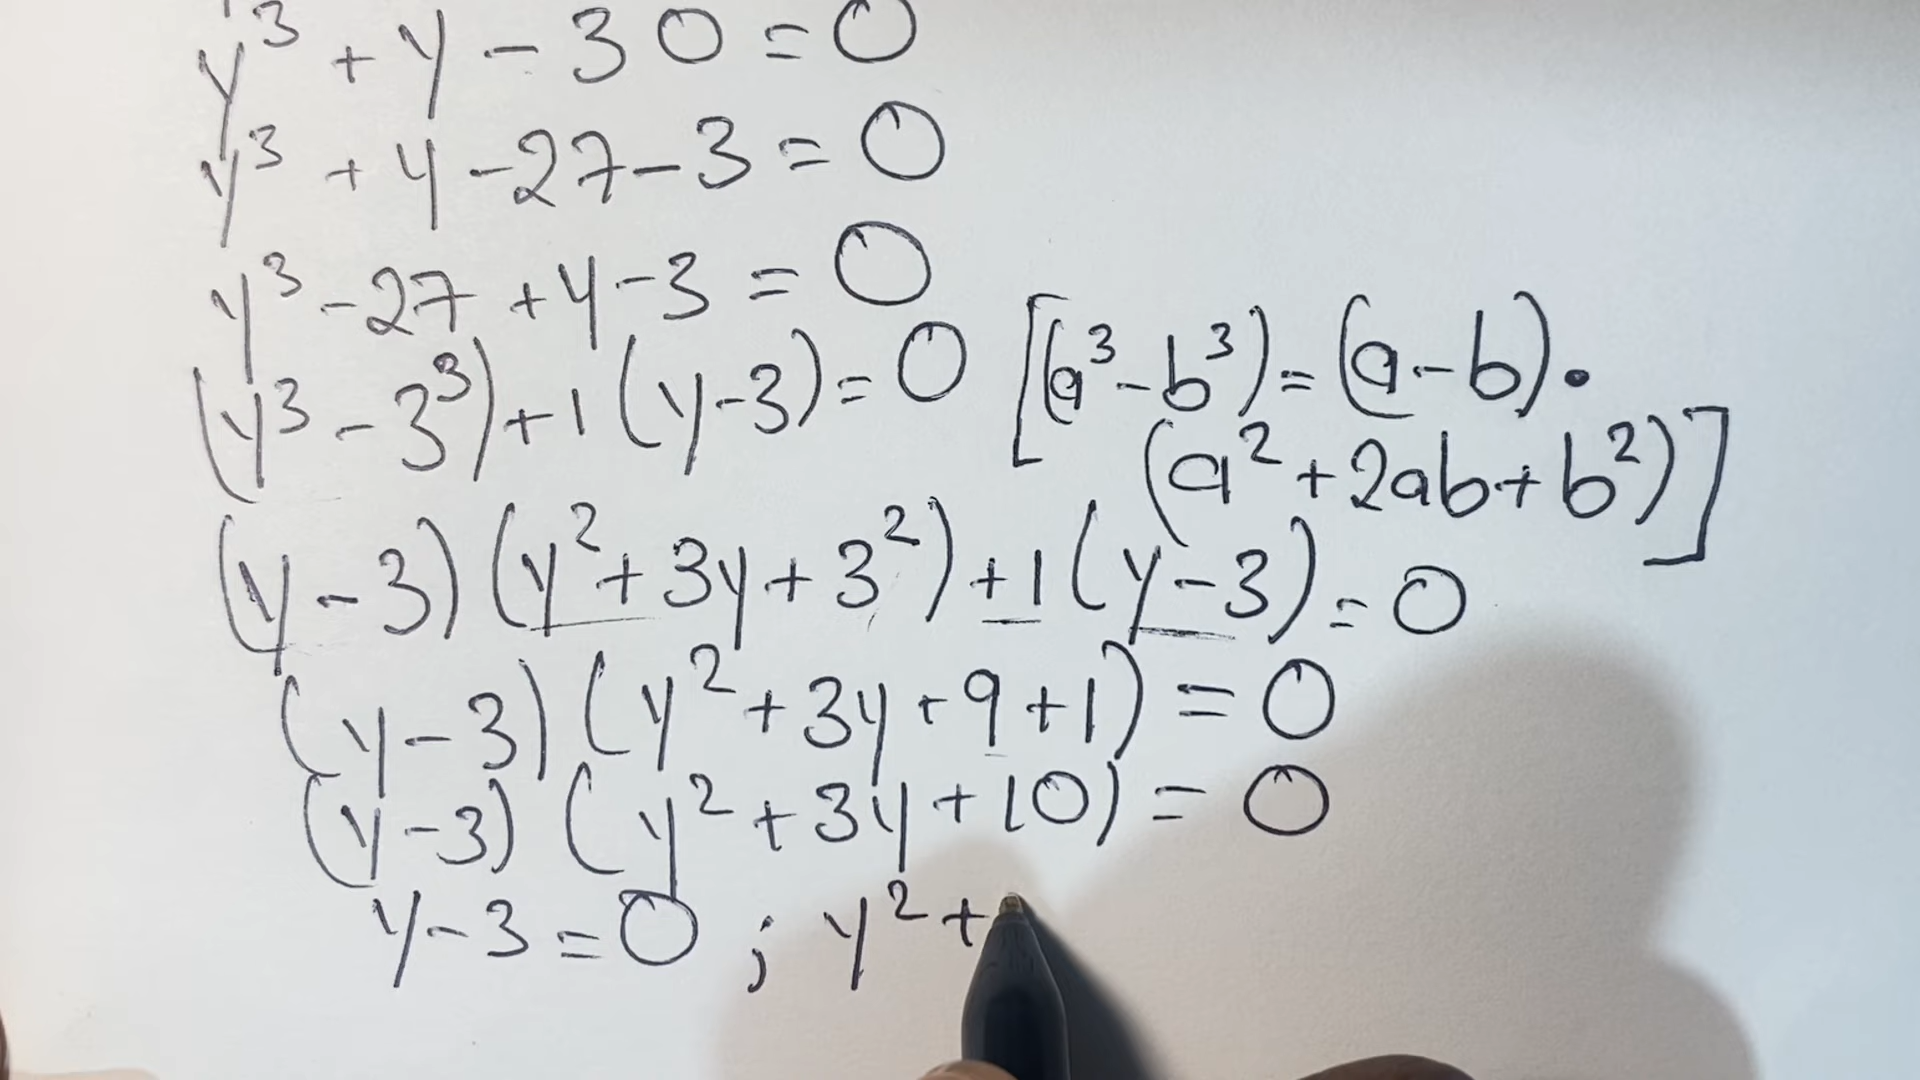 y³ + y - 30 = 0
y³ + y - 27 - 3 = 0
y³ - 27 + y - 3 = 0
(y³ - 3³) + 1(y - 3) = 0 [(a³ - b³) = (a - b).
(a² + 2ab + b²)]
(y - 3)(y² + 3y + 3²) + 1(y - 3) = 0
(y - 3)(y² + 3y + 9 + 1) = 0
(y - 3)(y² + 3y + 10) = 0
y - 3 = 0 ; y² +